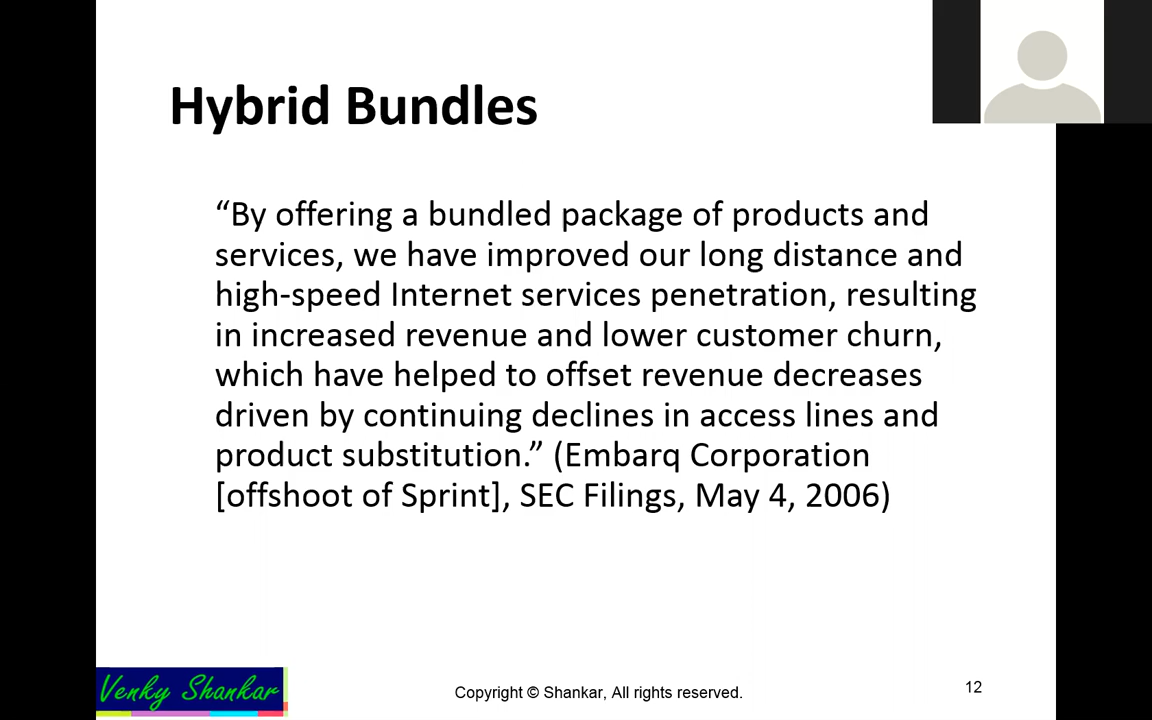 Hybrid Bundles
“By offering a bundled package of products and
services, we have improved our long distance and
high-speed Internet services penetration, resulting
in increased revenue and lower customer churn,
which have helped to offset revenue decreases
driven by continuing declines in access lines and
product substitution.” (Embarq Corporation
[offshoot of Sprint], SEC Filings, May 4, 2006)
Venky Shankar
Copyright © Shankar, All rights reserved.
12